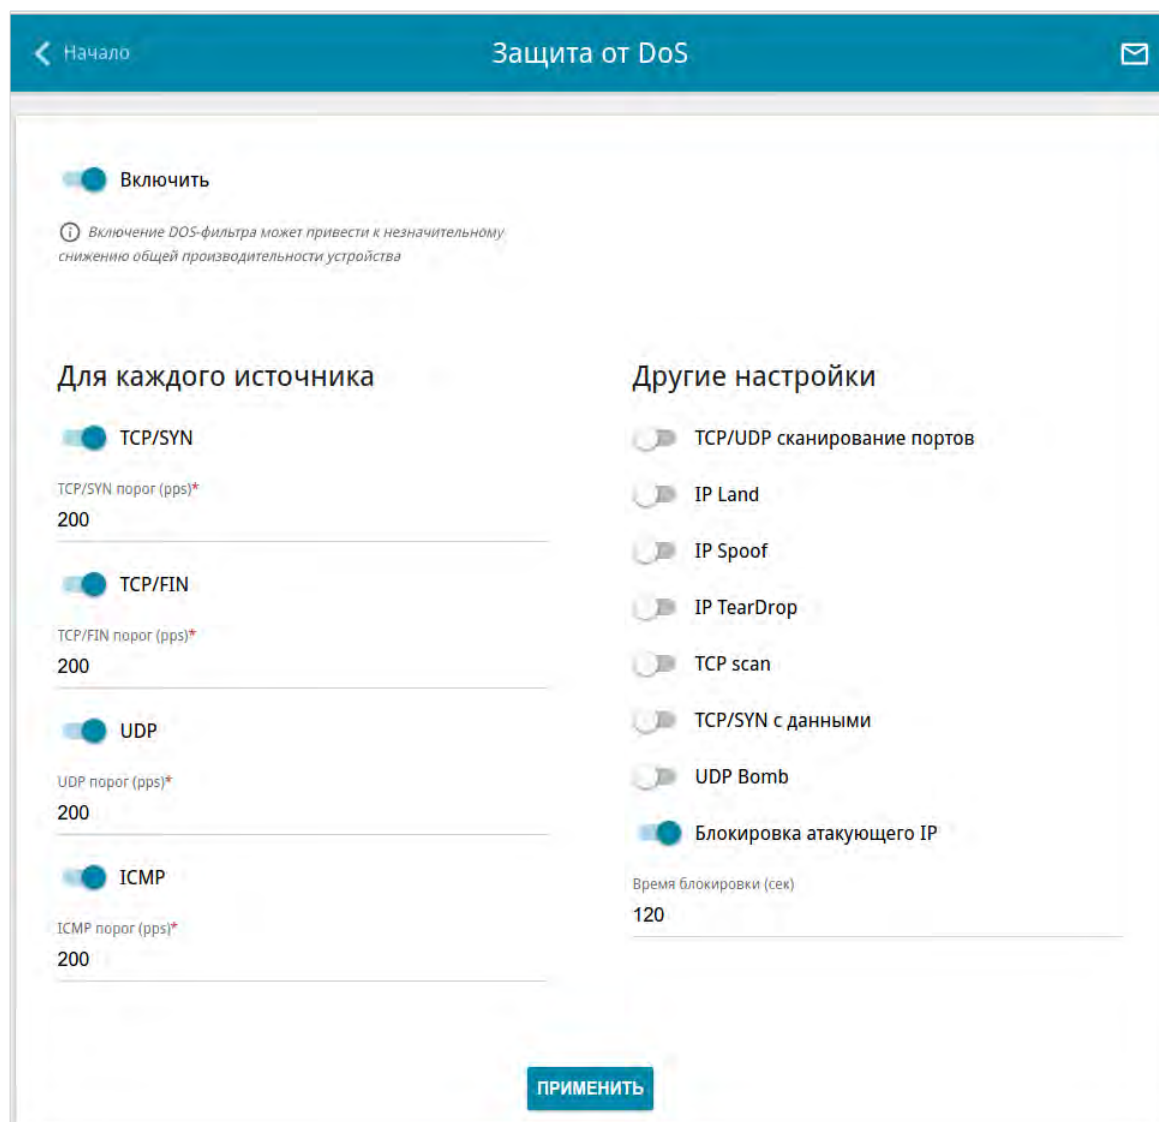 Начало
Защита от DoS
Включить
Включение DOS-фильтра может привести к незначительному
снижению общей производительности устройства
Для каждого источника
TCP/SYN
TCP/SYN порог (pps)*
200
TCP/FIN
TCP/FIN порог (pps)*
200
UDP
UDP порог (pps)*
200
ICMP
ICMP порог (pps)*
200
Другие настройки
TCP/UDP сканирование портов
IP Land
IP Spoof
IP TearDrop
TCP scan
TCP/SYN с данными
UDP Bomb
Блокировка атакующего IP
Время блокировки (сек)
120
ПРИМЕНИТЬ